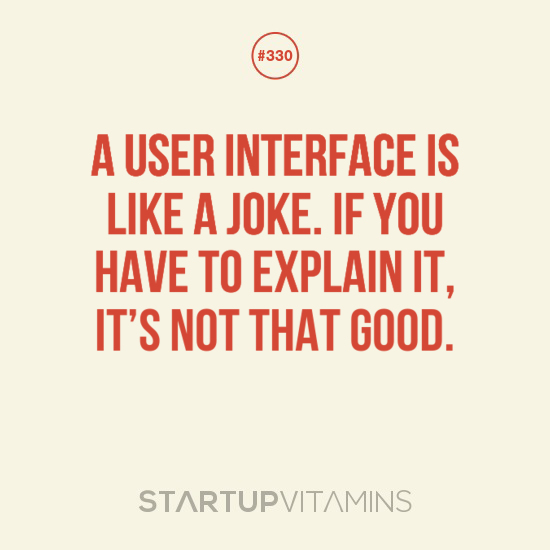 #330
A USER INTERFACE IS
LIKE A JOKE. IF YOU
HAVE TO EXPLAIN IT,
IT’S NOT THAT GOOD.
STARTUPVITAMINS